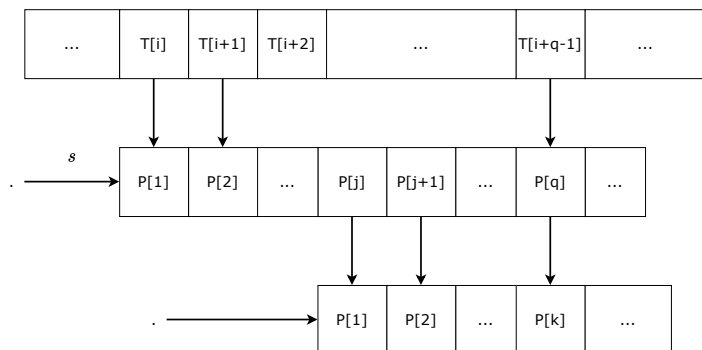 ... T[i] T[i+1] T[i+2] ... T[i+q-1] ...
s
. P[1] P[2] ... P[j] P[j+1] ... P[q] ...
. P[1] P[2] ... P[k] ...